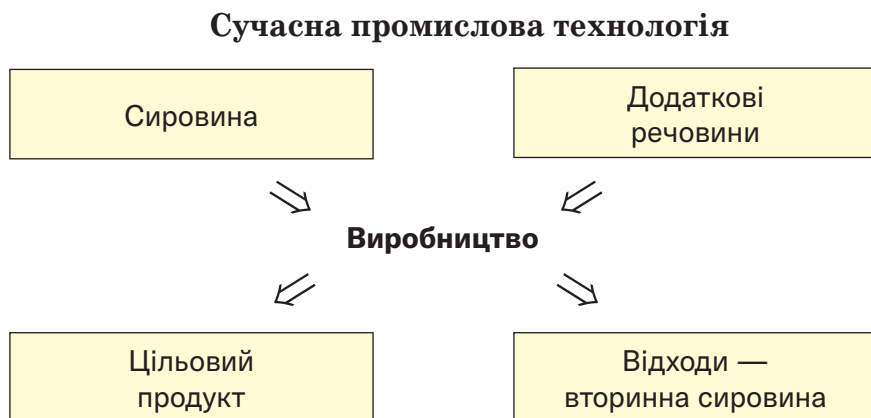 Сучасна промислова технологія
Сировина
Додаткові
речовини
Виробництво
Цільовий
продукт
Відходи —
вторинна сировина